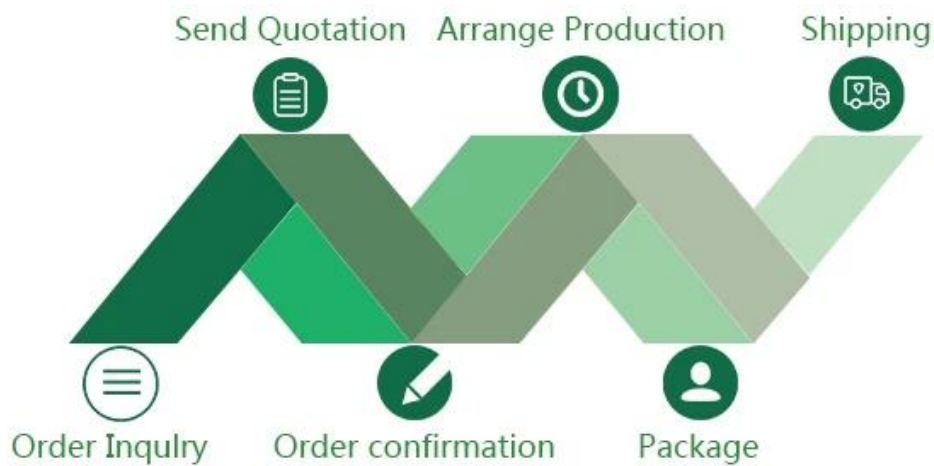 Send Quotation
Arrange Production
Shipping
Order Inqulry
Order confirmation
Package